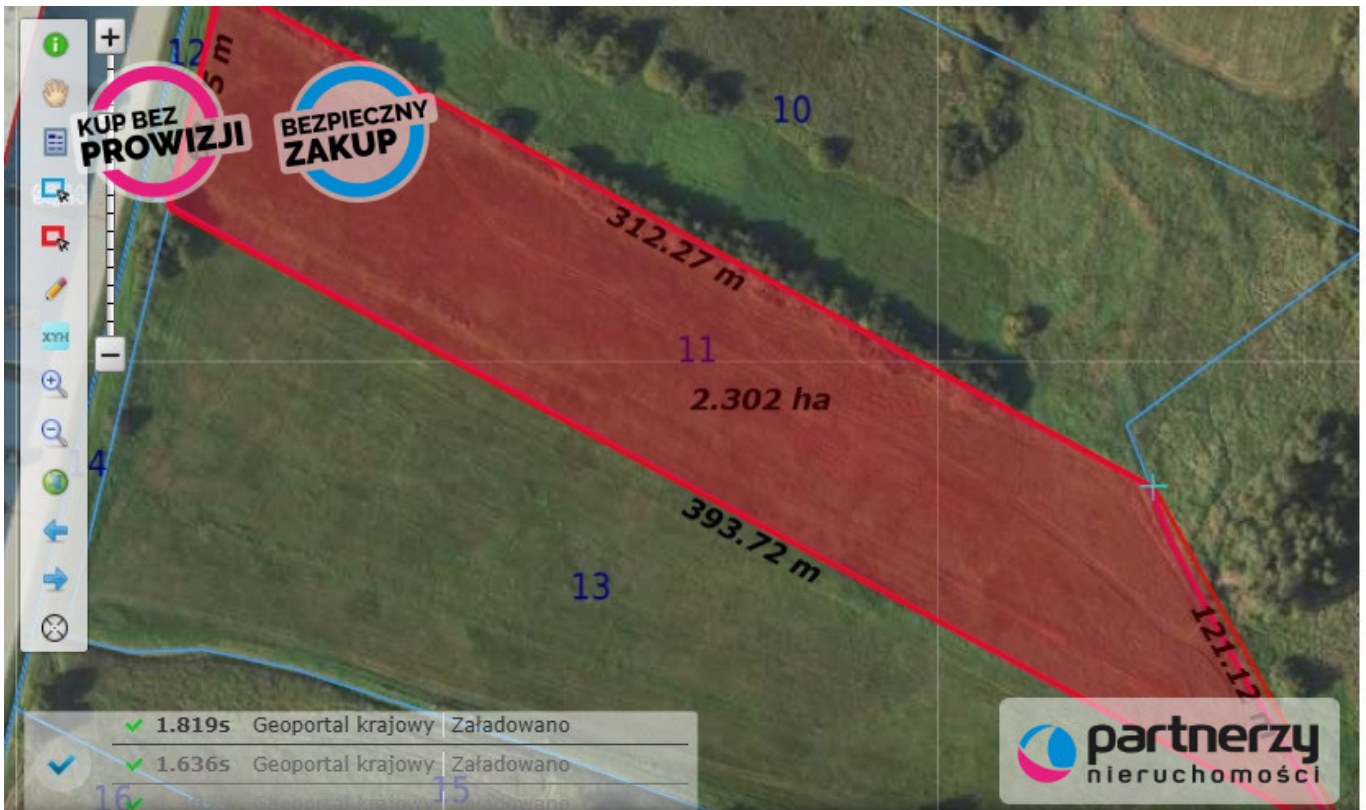 12
5 m
KUP BEZ
PROWIZJI
BEZPIECZNY
ZAKUP
10
312.27 m
XYH
11
2.302 ha
14
393.72 m
13
121.12 m
1.819s Geoportal krajowy Załadowano
1.636s Geoportal krajowy Załadowano
16
15
partnerzy
nieruchomości